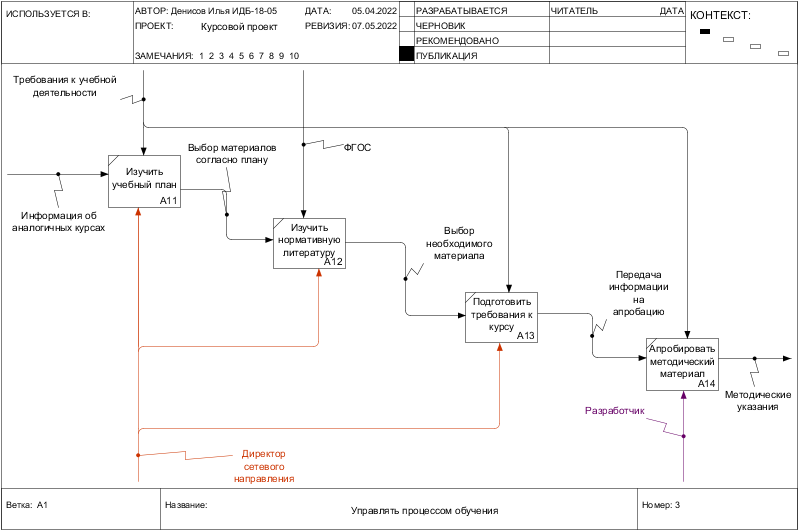 ИСПОЛЬЗУЕТСЯ В:
АВТОР: Денисов Илья ИДБ-18-05
ДАТА: 05.04.2022
ПРОЕКТ: Курсовой проект
РЕВИЗИЯ: 07.05.2022
ЗАМЕЧАНИЯ: 1 2 3 4 5 6 7 8 9 10
РАЗРАБАТЫВАЕТСЯ
ЧЕРНОВИК
РЕКОМЕНДОВАНО
ПУБЛИКАЦИЯ
ЧИТАТЕЛЬ
ДАТА
КОНТЕКСТ:
Требования к учебной
деятельности
Выбор материалов
согласно плану
ФГОС
Изучить
учебный план
A11
Информация об
аналогичных курсах
Изучить
нормативную
литературу
A12
Выбор
необходимого
материала
Передача
информации
на
апробацию
Подготовить
требования к
курсу
A13
Апробировать
методический
материал
A14
Методические
указания
Разработчик
Директор
сетевого
направления
Ветка: A1
Название:
Управлять процессом обучения
Номер: 3